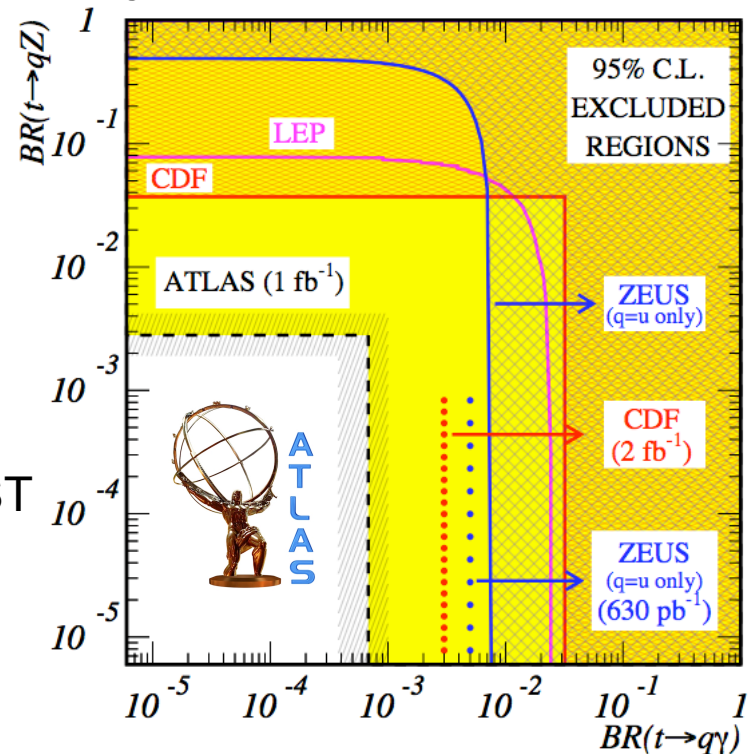 BR(t→qZ)
1
10 -1
10 -2
10 -3
10 -4
10 -5
95% C.L.
EXCLUDED
REGIONS
LEP
CDF
ATLAS (1 fb-1)
ZEUS
(q=u only)
CDF
(2 fb-1)
ZEUS
(q=u only)
(630 pb-1)
ATLAS
ST
10 -5
10 -4
10 -3
10 -2
10 -1
1
BR(t→qγ)